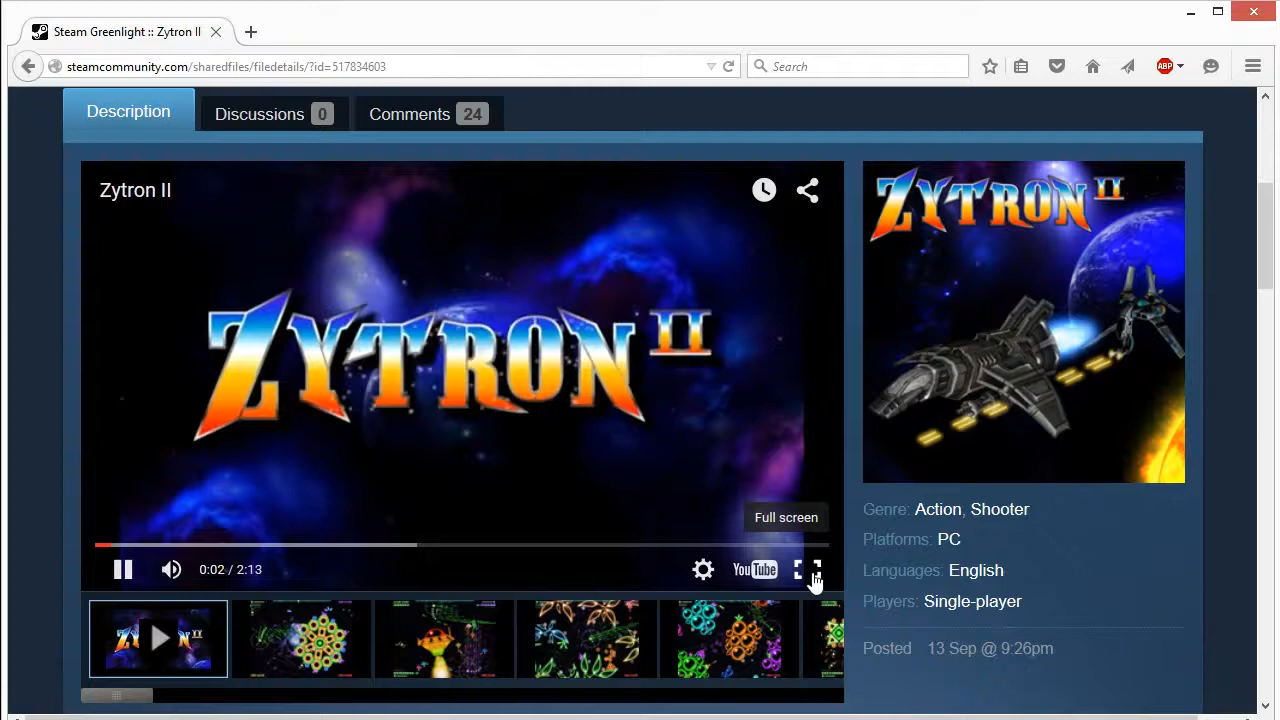 Steam Greenlight :: Zytron II
steamcommunity.com/sharedfiles/filedetails/?id=517834603
Search
ABP
Description
Discussions 0
Comments 24
Zytron II
ZYTRON II
Full screen
0:02 / 2:13
YouTube
ZYTRON II
Genre: Action, Shooter
Platforms: PC
Languages: English
Players: Single-player
Posted 13 Sep @ 9:26pm